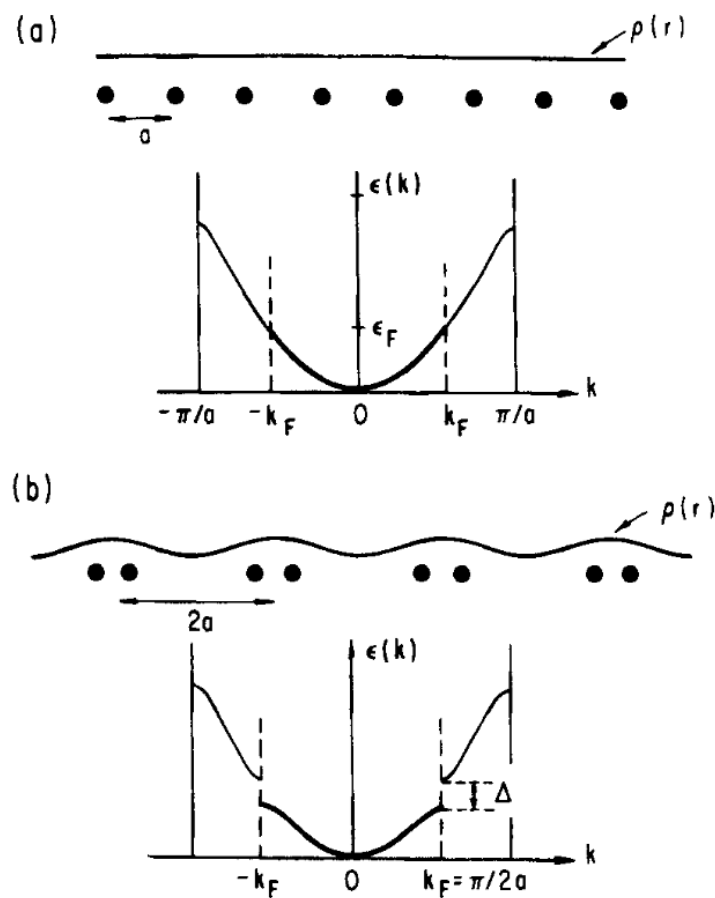 (a)
ρ(r)
a
ϵ(k)
ϵ_F
k
-π/a -k_F 0 k_F π/a
(b)
ρ(r)
2a
ϵ(k)
Δ
k
-k_F 0 k_F = π/2a